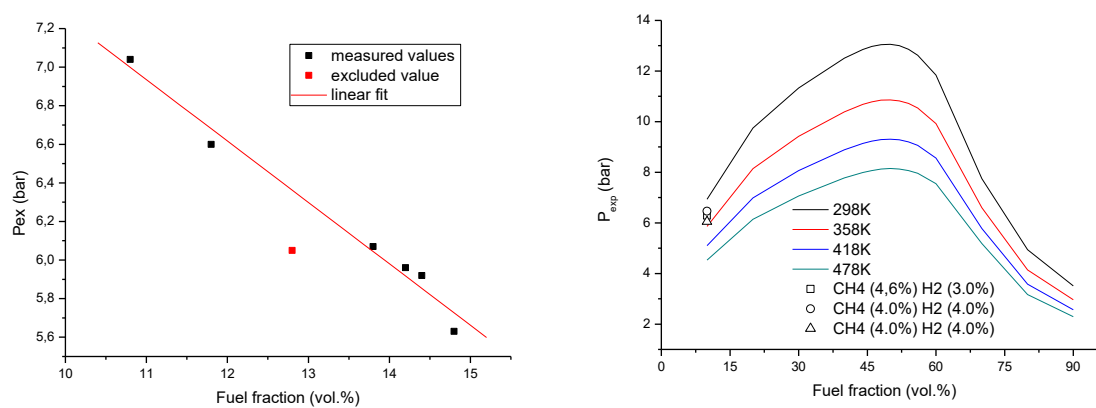 7,2
7,0
6,8
6,6
6,4
6,2
6,0
5,8
5,6
Pex (bar)
measured values
excluded value
linear fit
10 11 12 13 14 15
Fuel fraction (vol.%)
14
12
10
8
6
4
2
P_exp (bar)
298K
358K
418K
478K
CH4 (4,6%) H2 (3.0%)
CH4 (4.0%) H2 (4.0%)
CH4 (4.0%) H2 (4.0%)
0 15 30 45 60 75 90
Fuel fraction (vol.%)